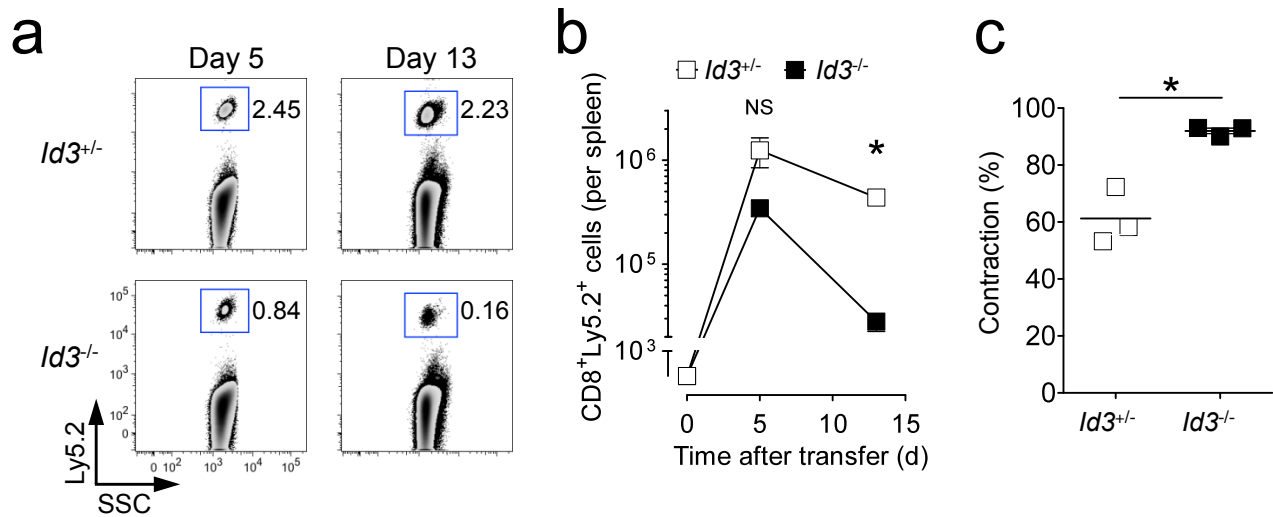 a
Day 5
Day 13
Id3+/-
2.45
2.23
Id3-/-
0.84
0.16
10⁵
10⁴
10³
10²
0
0 10² 10³ 10⁴ 10⁵
Ly5.2
SSC
b
Id3+/-
Id3-/-
CD8⁺Ly5.2⁺ cells (per spleen)
NS
*
10⁶
10⁵
10³
0 5 10 15
Time after transfer (d)
c
*
Contraction (%)
100
80
60
40
20
0
Id3+/-
Id3-/-